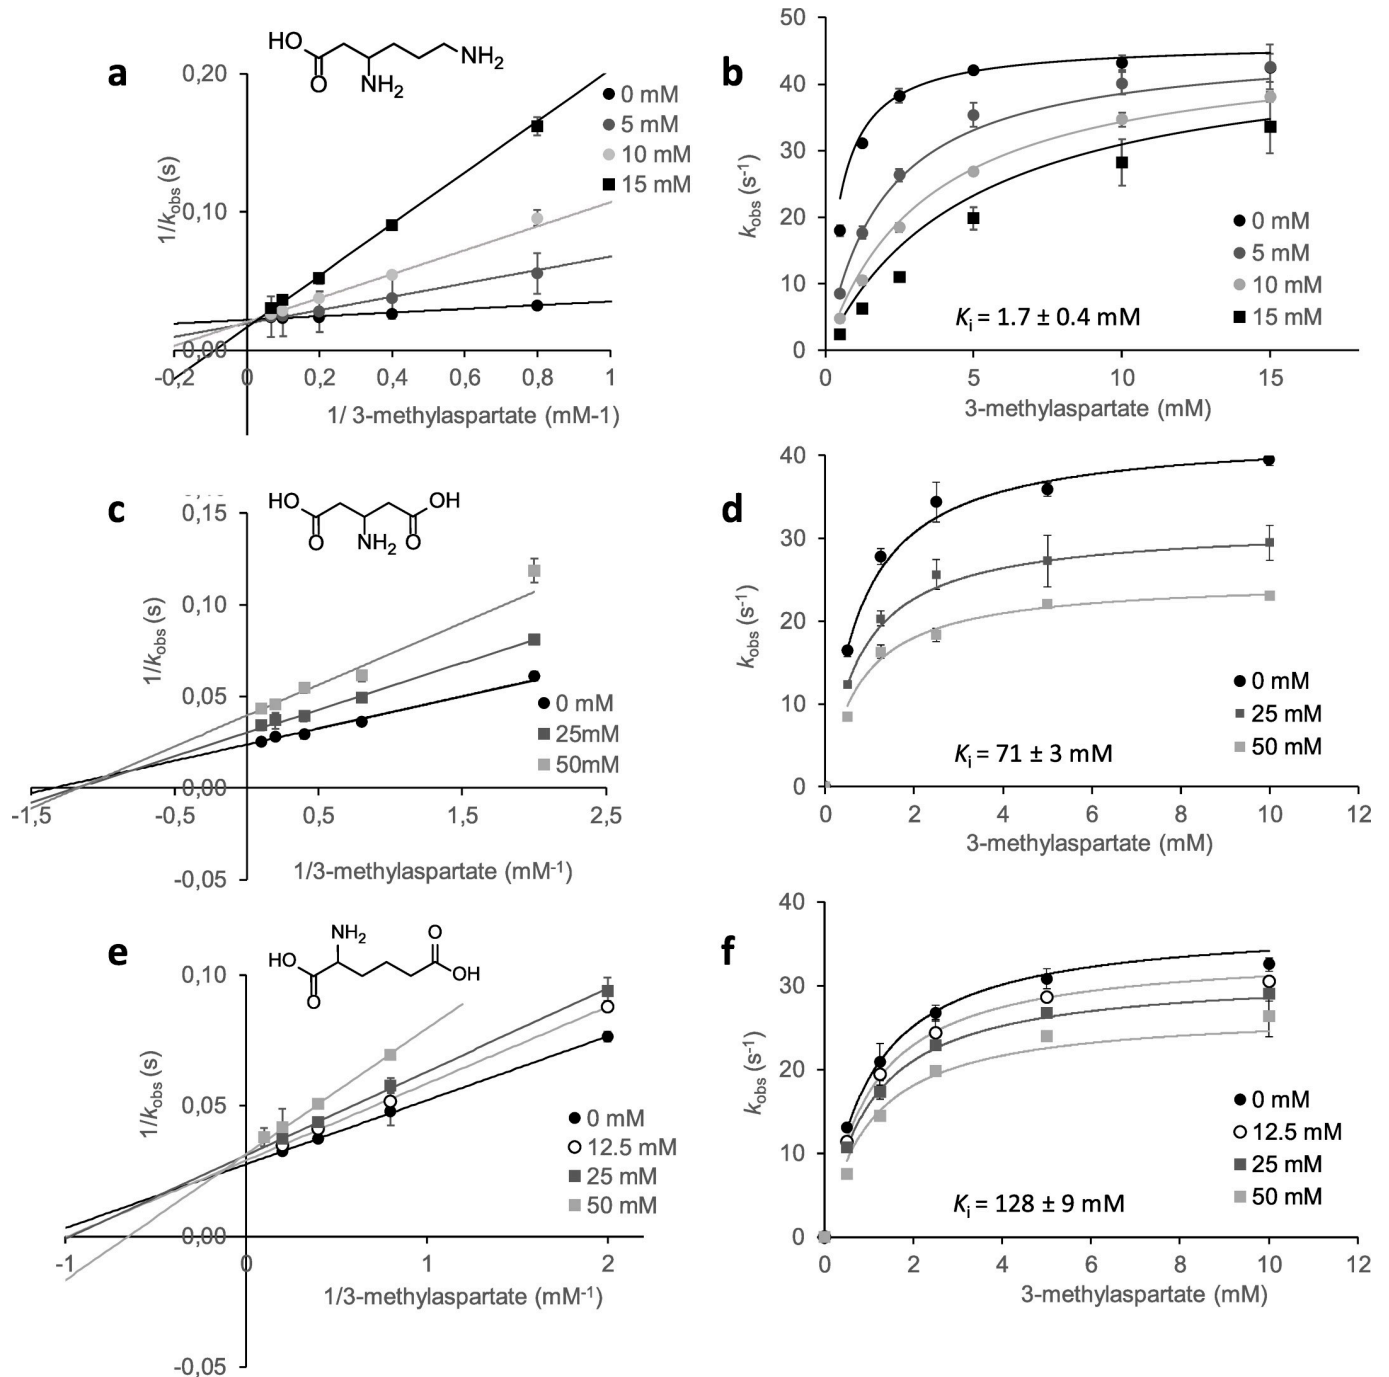 a
HO
O
NH2
NH2
0,20
0,10
0,00
1/kobs (s)
0 mM
5 mM
10 mM
15 mM
-0,2
0
0,2
0,4
0,6
0,8
1
1/ 3-methylaspartate (mM-1)
b
50
40
30
20
10
0
kobs (s-1)
0 mM
5 mM
10 mM
15 mM
Ki = 1.7 ± 0.4 mM
0
5
10
15
3-methylaspartate (mM)
c
HO
O
NH2
O
OH
0,15
0,10
0,05
0,00
-0,05
1/kobs (s)
0 mM
25mM
50mM
-1,5
-0,5
0,5
1,5
2,5
1/3-methylaspartate (mM-1)
d
40
30
20
10
0
kobs (s-1)
0 mM
25 mM
50 mM
Ki = 71 ± 3 mM
0
2
4
6
8
10
12
3-methylaspartate (mM)
e
NH2
O
HO
O
OH
0,10
0,05
0,00
-0,05
1/kobs (s)
0 mM
12.5 mM
25 mM
50 mM
-1
0
1
2
1/3-methylaspartate (mM-1)
f
40
30
20
10
0
kobs (s-1)
0 mM
12.5 mM
25 mM
50 mM
Ki = 128 ± 9 mM
0
2
4
6
8
10
12
3-methylaspartate (mM)